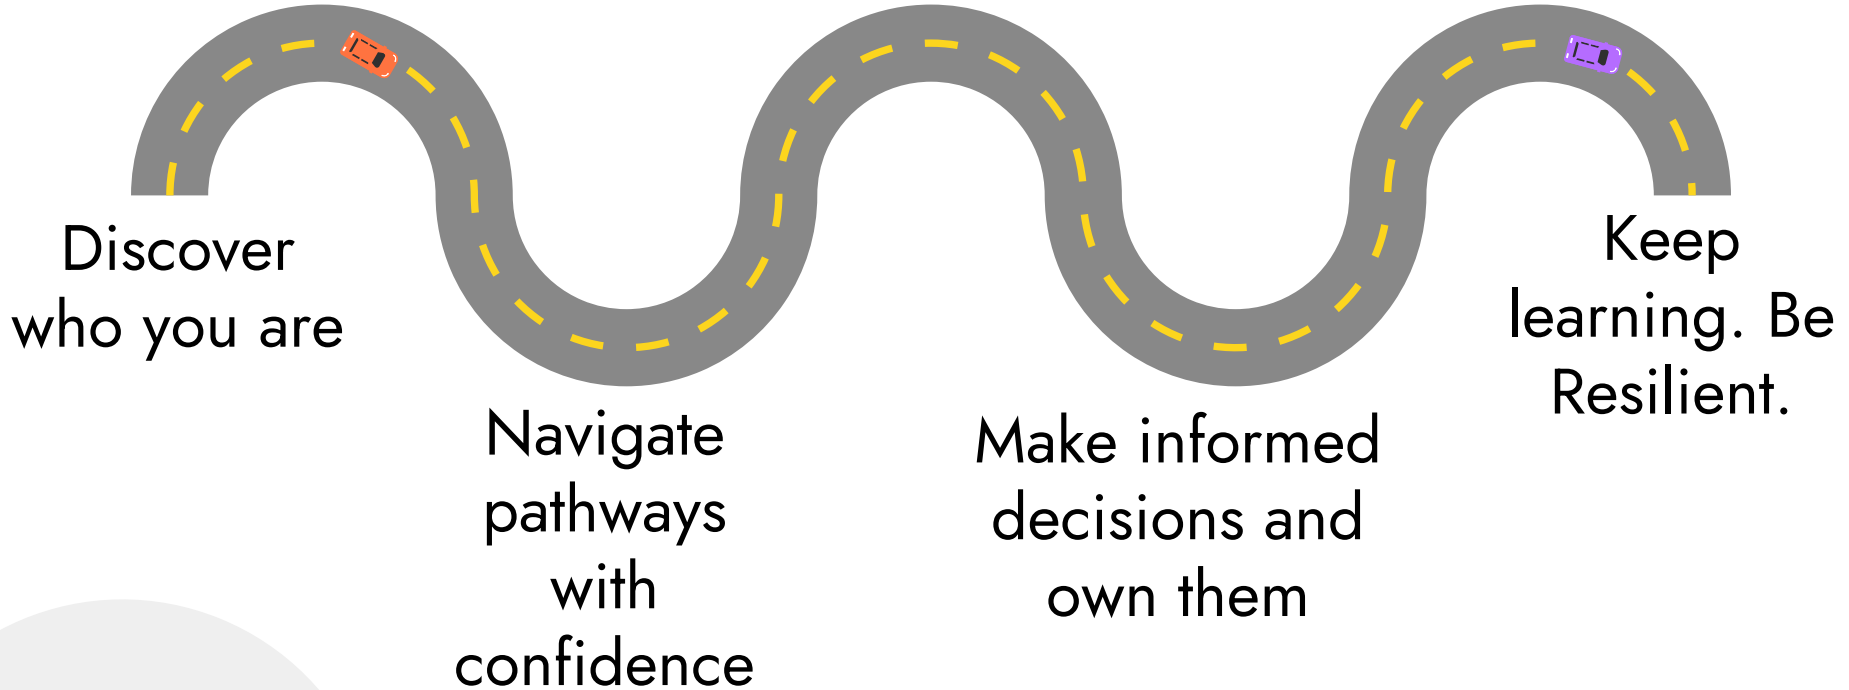 Discover
who you are
Navigate
pathways
with
confidence
Make informed
decisions and
own them
Keep
learning. Be
Resilient.